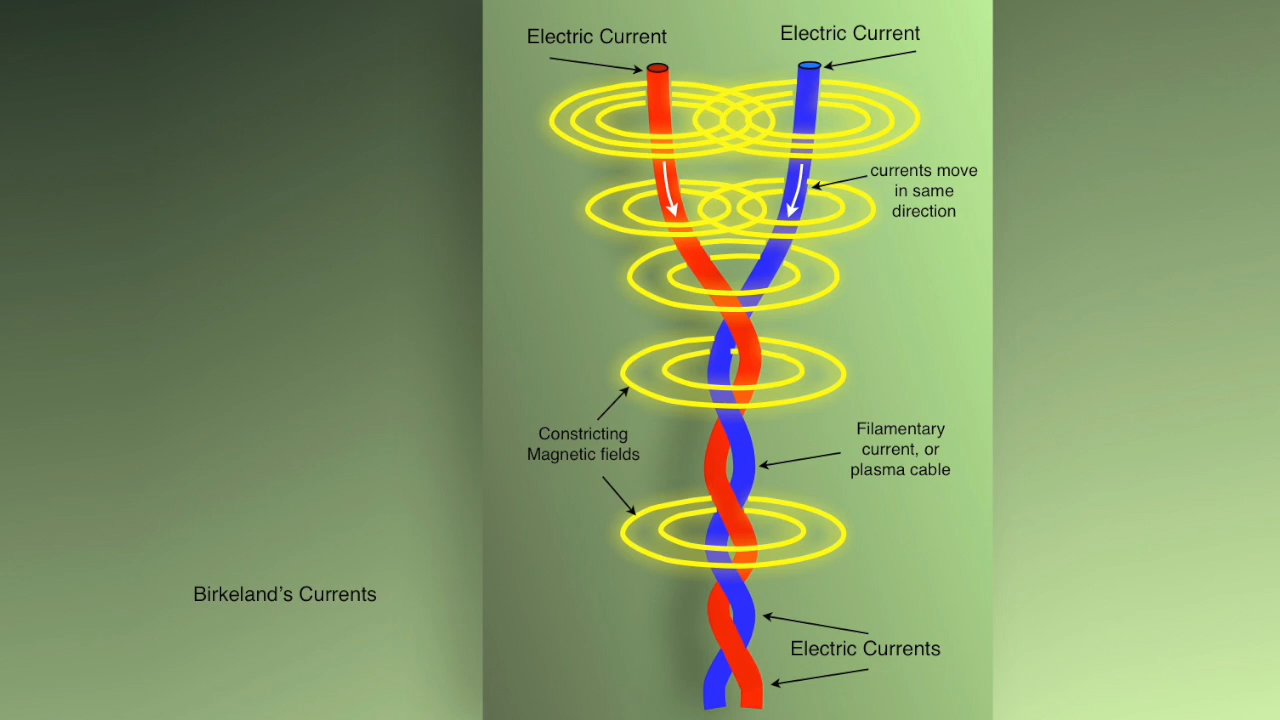 Electric Current
Electric Current
currents move
in same
direction
Constricting
Magnetic fields
Filamentary
current, or
plasma cable
Birkeland’s Currents
Electric Currents